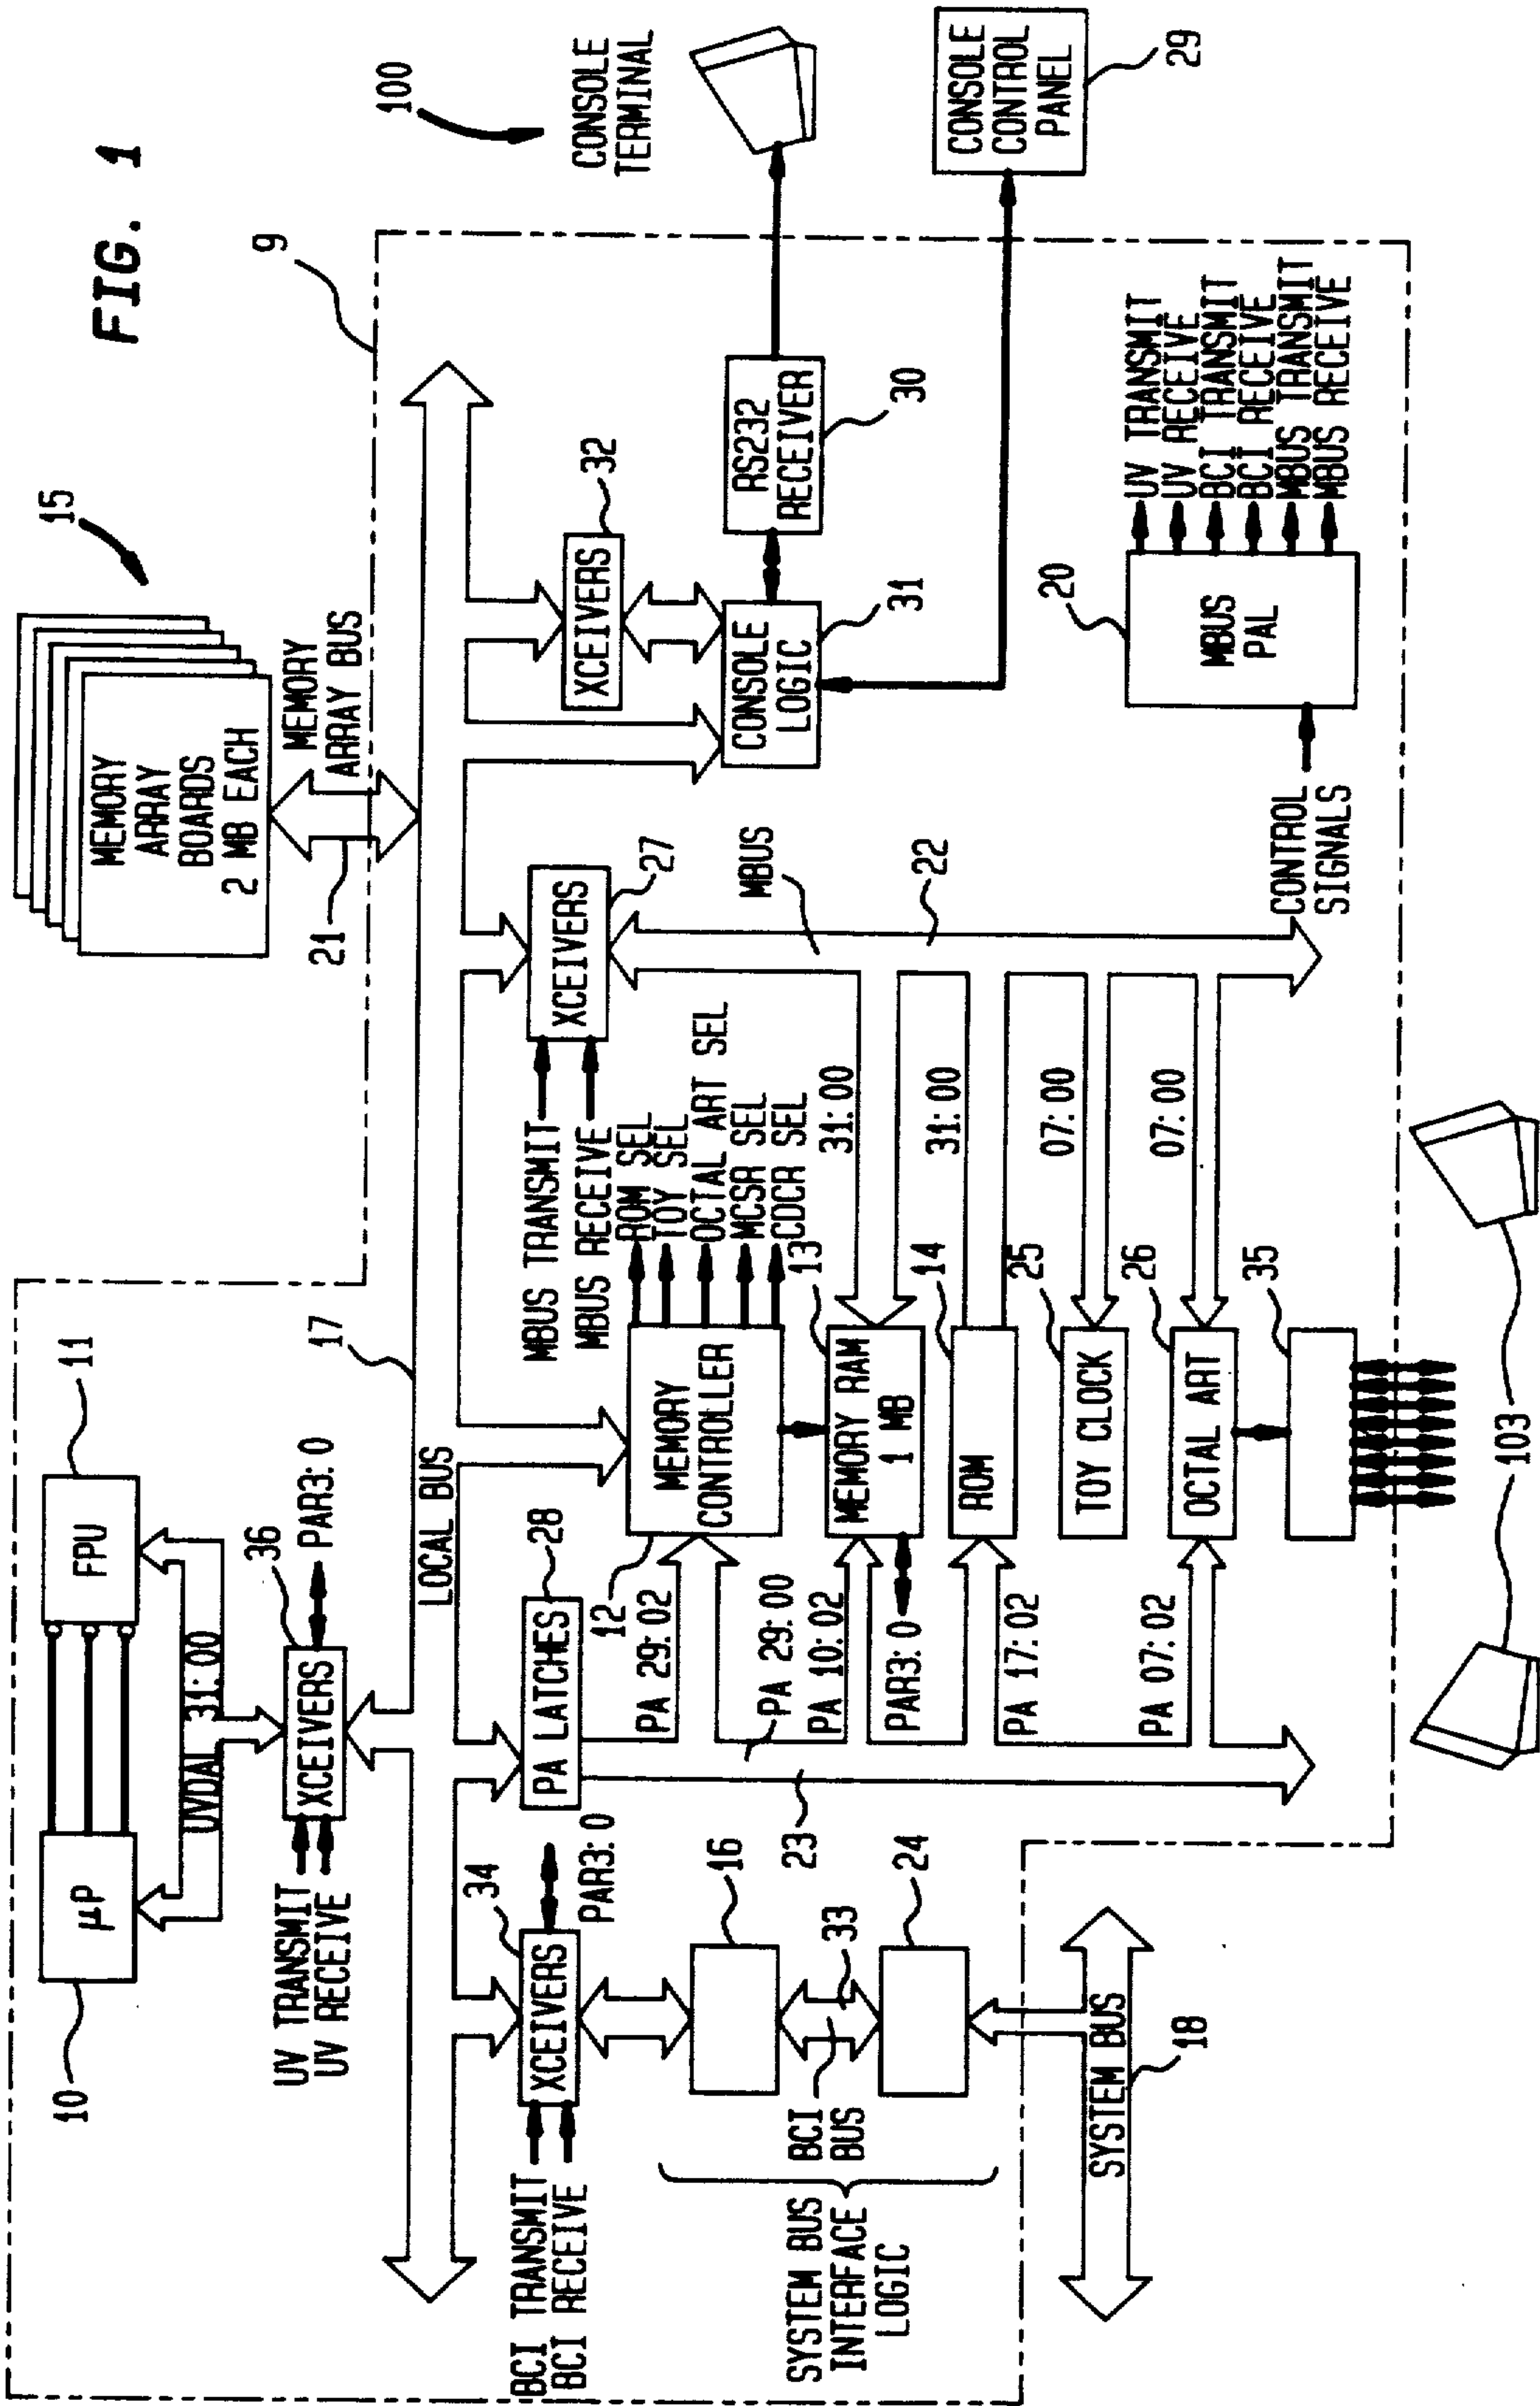 FIG. 1
100
15
9
10
µP
11
FPU
UVDAL 31:00
UV TRANSMIT
UV RECEIVE
36
XCEIVERS
PAR3:0
17
LOCAL BUS
MEMORY
ARRAY
BOARDS
2 MB EACH
21
MEMORY
ARRAY BUS
CONSOLE
TERMINAL
BCI TRANSMIT
BCI RECEIVE
34
XCEIVERS
PAR3:0
28
PA LATCHES
MBUS TRANSMIT
MBUS RECEIVE
XCEIVERS
27
XCEIVERS
32
12
MEMORY
CONTROLLER
PA 29:02
ROM SEL
TOY SEL
OCTAL ART SEL
MCSR SEL
CDCR SEL
MBUS
22
CONSOLE
LOGIC
31
RS232
RECEIVER
30
CONSOLE
CONTROL
PANEL
29
SYSTEM BUS
INTERFACE
LOGIC
BCI
BUS
16
33
24
23
PA 29:00
PA 10:02
13
MEMORY RAM
1 MB
31:00
PAR3:0
14
ROM
31:00
PA 17:02
25
TOY CLOCK
07:00
PA 07:02
26
OCTAL ART
07:00
35
20
MBUS
PAL
CONTROL
SIGNALS
UV TRANSMIT
UV RECEIVE
BCI TRANSMIT
BCI RECEIVE
MBUS TRANSMIT
MBUS RECEIVE
SYSTEM BUS
18
103